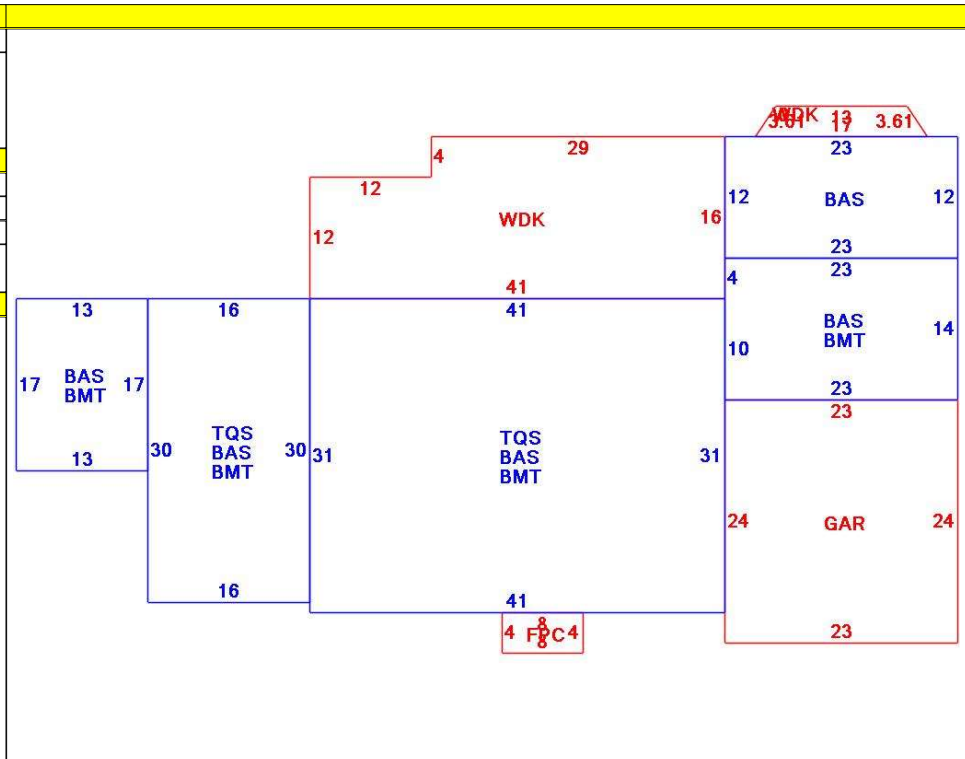 WDK 13
3.61 17 3.61
29
23
4
12
12 BAS 12
WDK 16
12
23
23
4
41
13 16 41
BAS
BMT 14
10
17 BAS 17
BMT
23
23
TQS
BAS
BMT
30 30
TQS
BAS
BMT
31 31
13
24 GAR 24
16
41
8
4 FPC 4
8
23